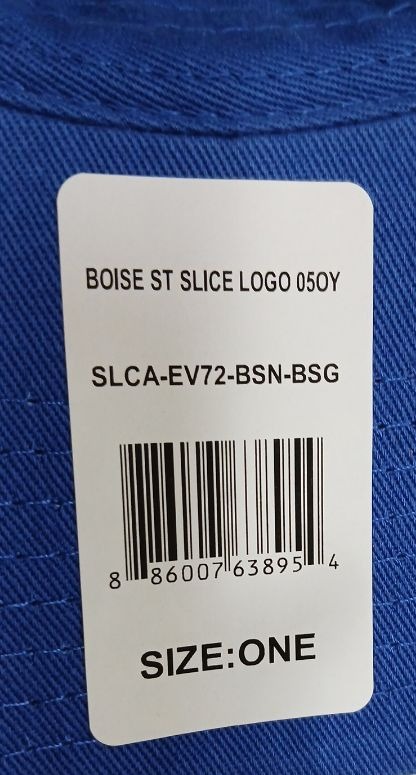 BOISE ST SLICE LOGO 05OY
SLCA-EV72-BSN-BSG
8 86007 63895 4
SIZE:ONE